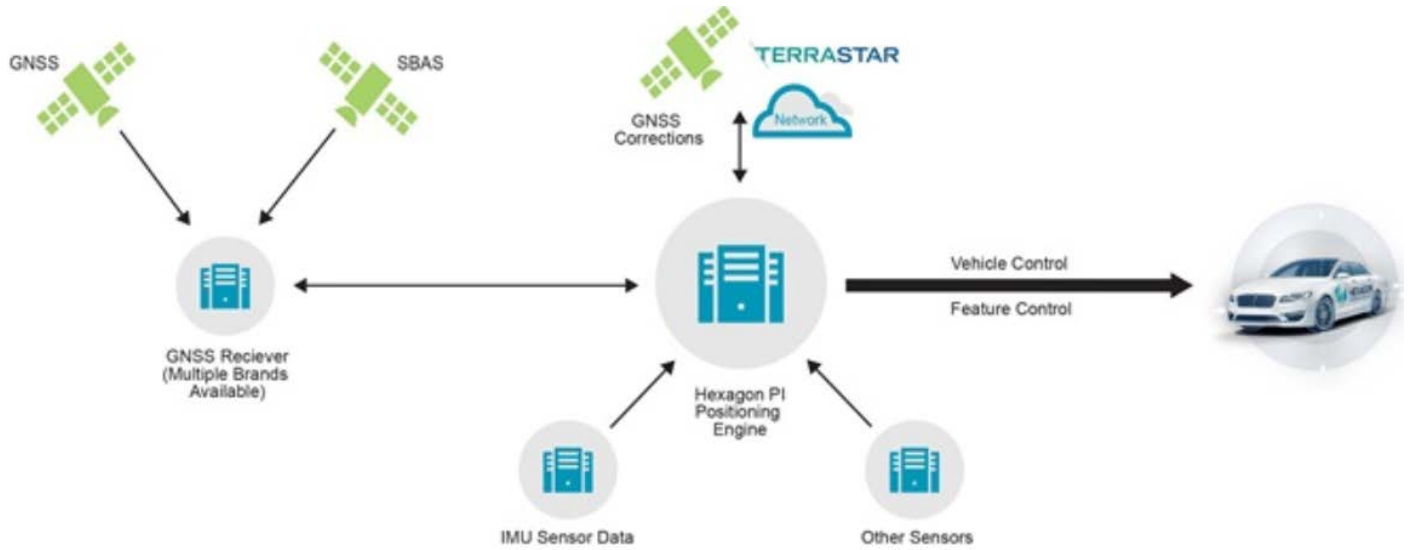 GNSS
SBAS
TERRASTAR
Network
GNSS
Corrections
Vehicle Control
Feature Control
HEXAGON
GNSS Reciever
(Multiple Brands
Available)
Hexagon PI
Positioning
Engine
IMU Sensor Data
Other Sensors